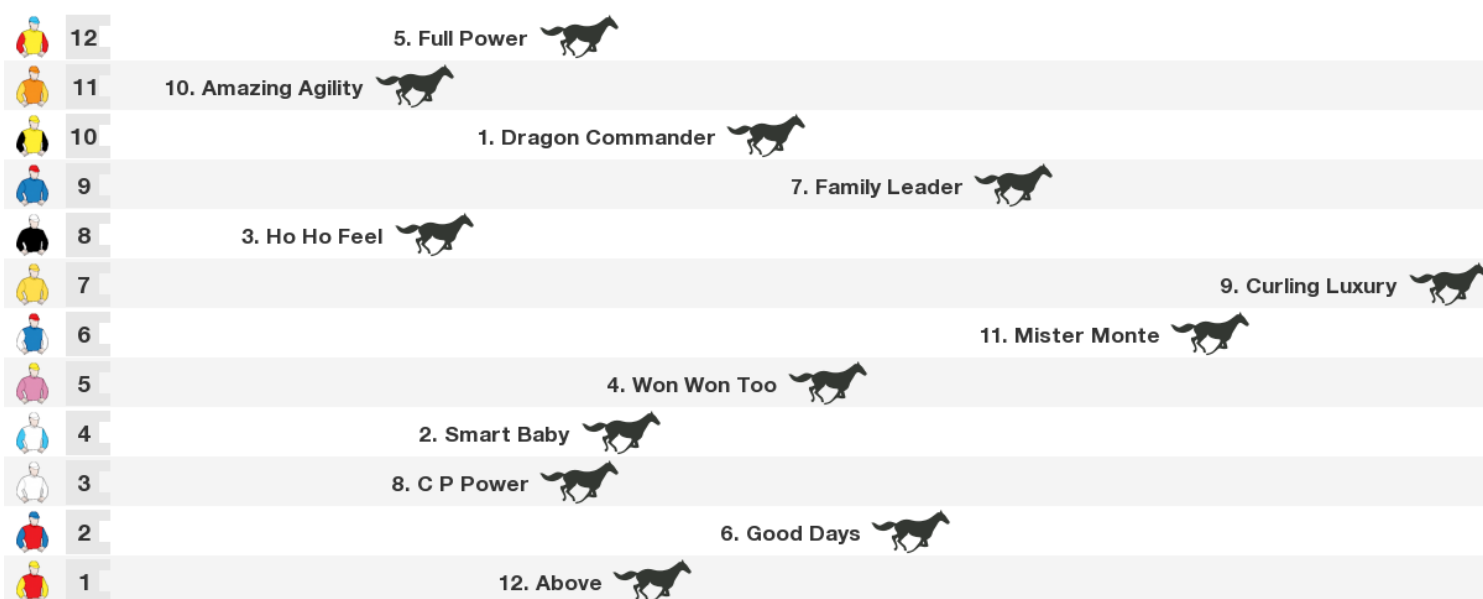 12 5. Full Power
11 10. Amazing Agility
10 1. Dragon Commander
9 7. Family Leader
8 3. Ho Ho Feel
7 9. Curling Luxury
6 11. Mister Monte
5 4. Won Won Too
4 2. Smart Baby
3 8. C P Power
2 6. Good Days
1 12. Above